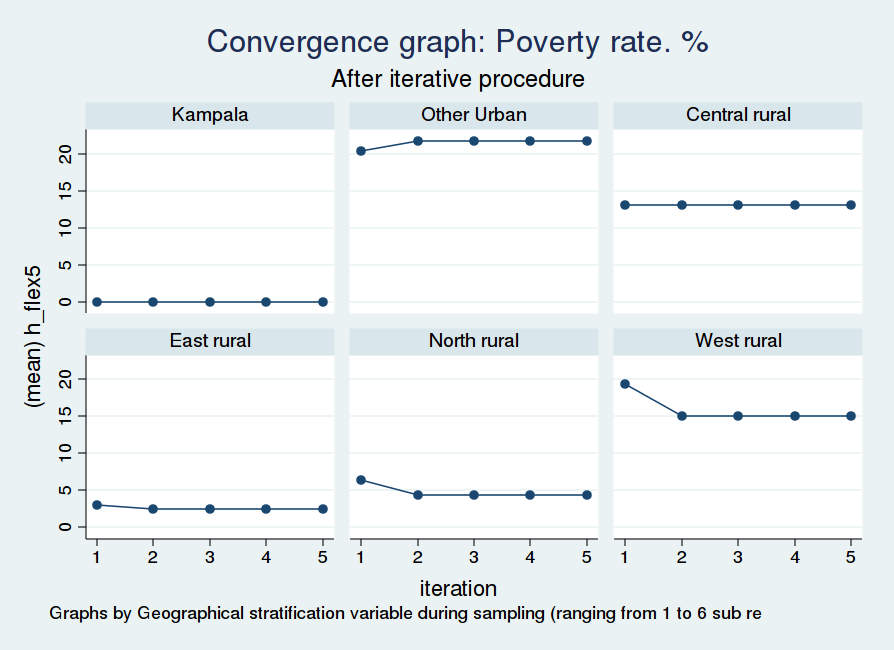 Convergence graph: Poverty rate. %
After iterative procedure
Kampala
Other Urban
Central rural
20
15
10
5
0
East rural
North rural
West rural
20
15
10
5
0
(mean) h_flex5
1 2 3 4 5
1 2 3 4 5
1 2 3 4 5
iteration
Graphs by Geographical stratification variable during sampling (ranging from 1 to 6 sub re